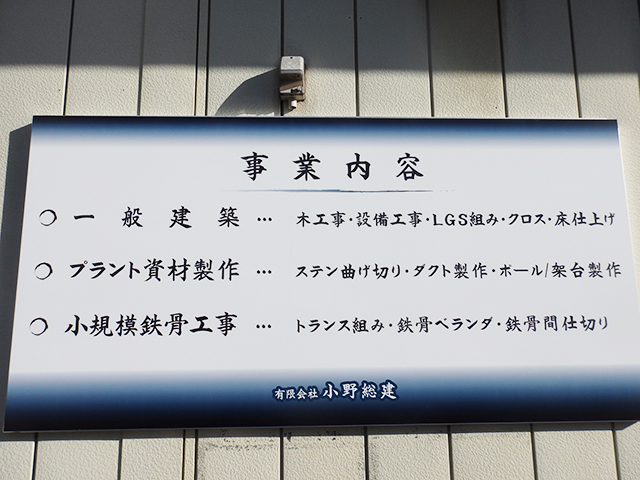 事業内容
○ 一般建築 … 木工事・設備工事・LGS組み・クロス・床仕上げ
○ プラント資材製作 … ステン曲げ切り・ダクト製作・ポール/架台製作
○ 小規模鉄骨工事 … トランス組み・鉄骨ベランダ・鉄骨間仕切り
有限会社 小野総建